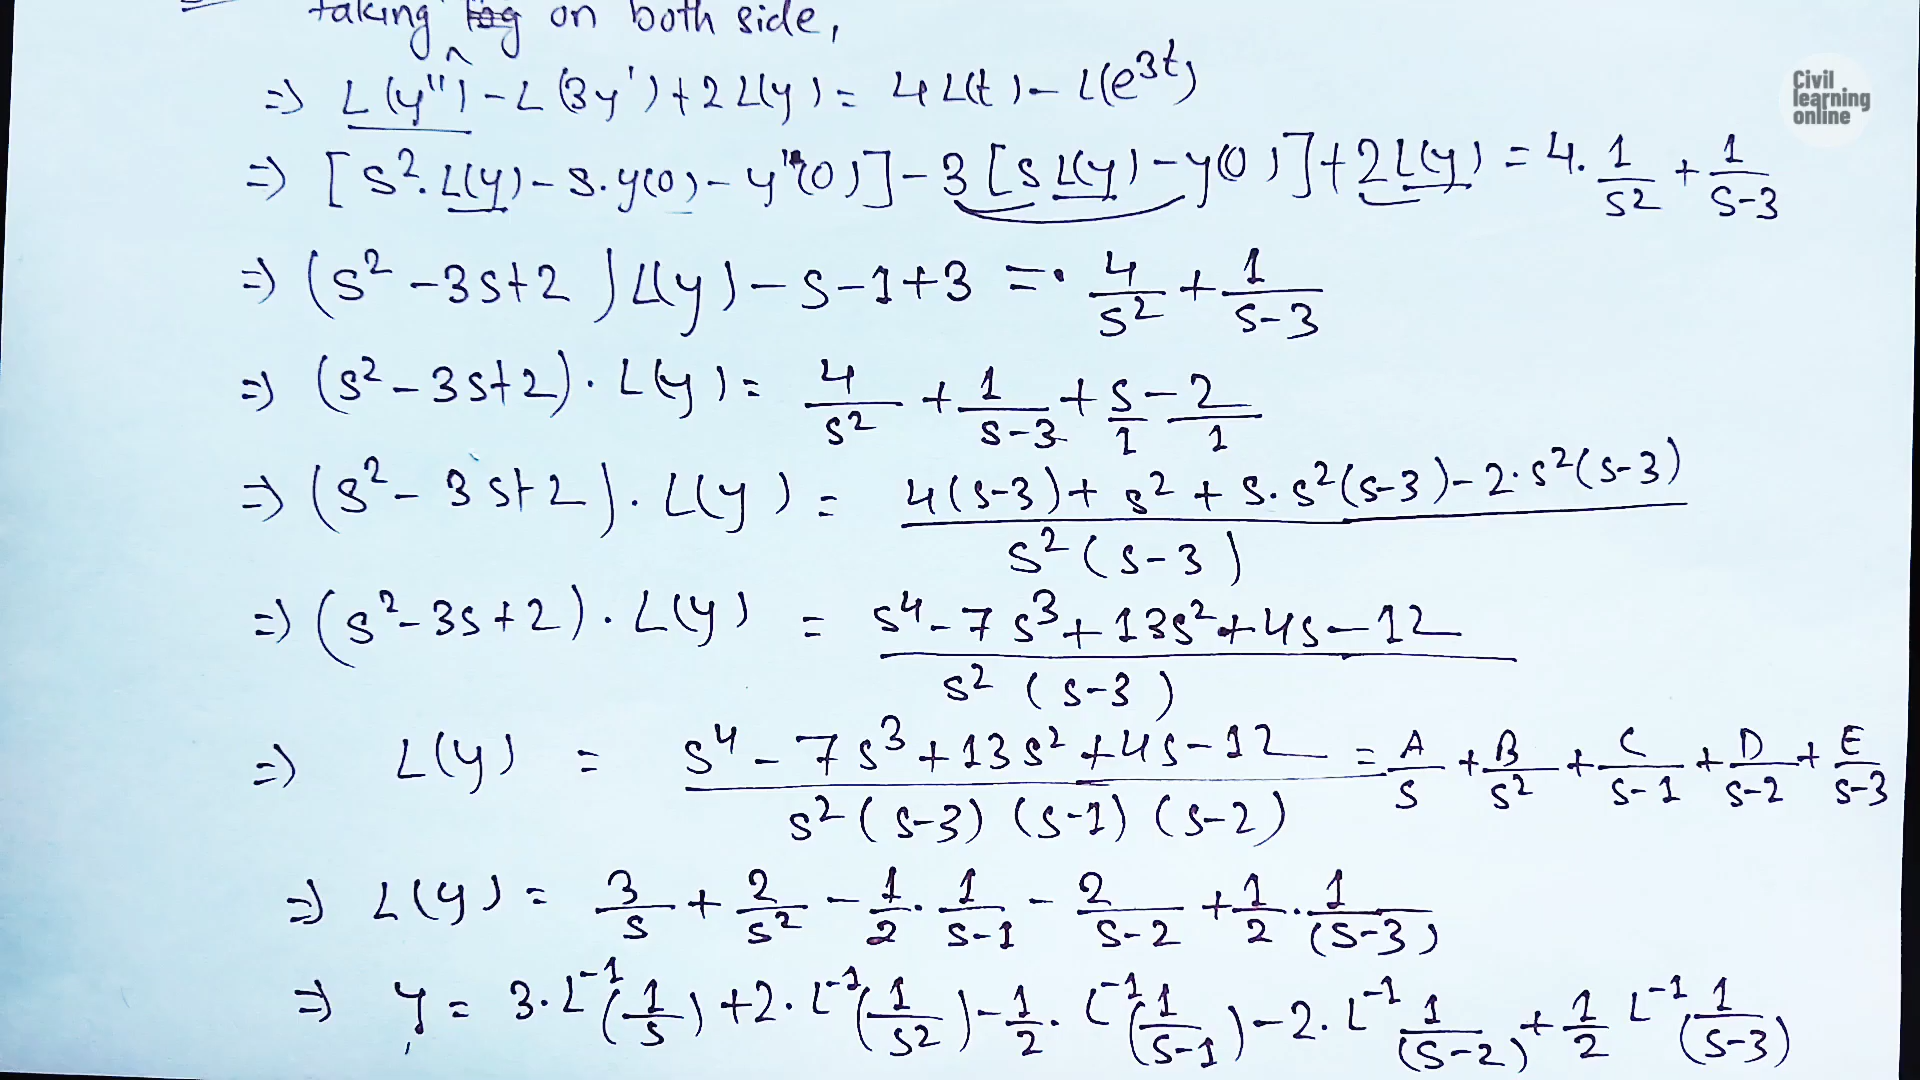 taking log on both side,
Civil
learning
online
⇒ L(y'') - L(3y') + 2L(y) = 4L(t) - L(e^3t)
⇒ [s². L(y) - s.y(0) - y'(0)] - 3[s L(y) - y(0)] + 2L(y) = 4. 1/s² + 1/s-3
⇒ (s² - 3s+2) L(y) - s-1+3 = 4/s² + 1/s-3
⇒ (s² - 3s+2) · L(y) = 4/s² + 1/s-3 + s/1 - 2/1
⇒ (s² - 3s+2) · L(y) = 4(s-3) + s² + s. s²(s-3) - 2·s²(s-3) / s²(s-3)
⇒ (s² - 3s+2) · L(y) = s⁴ - 7s³ + 13s² + 4s - 12 / s² (s-3)
⇒ L(y) = s⁴ - 7s³ + 13s² + 4s - 12 / s²(s-3) (s-1) (s-2) = A/s + B/s² + C/s-1 + D/s-2 + E/s-3
⇒ L(y) = 3/s + 2/s² - 1/2 · 1/s-1 - 2/s-2 + 1/2 · 1/(s-3)
⇒ y = 3. L⁻¹(1/s) + 2. L⁻¹(1/s²) - 1/2 . L⁻¹(1/s-1) - 2. L⁻¹ 1/(s-2) + 1/2 L⁻¹ 1/(s-3)